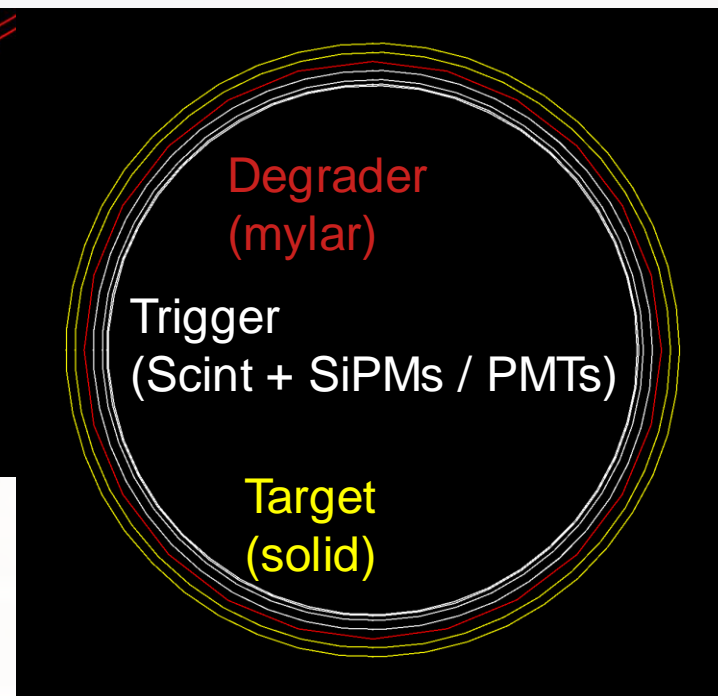 Degrader
(mylar)
Trigger
(Scint + SiPMs / PMTs)
Target
(solid)